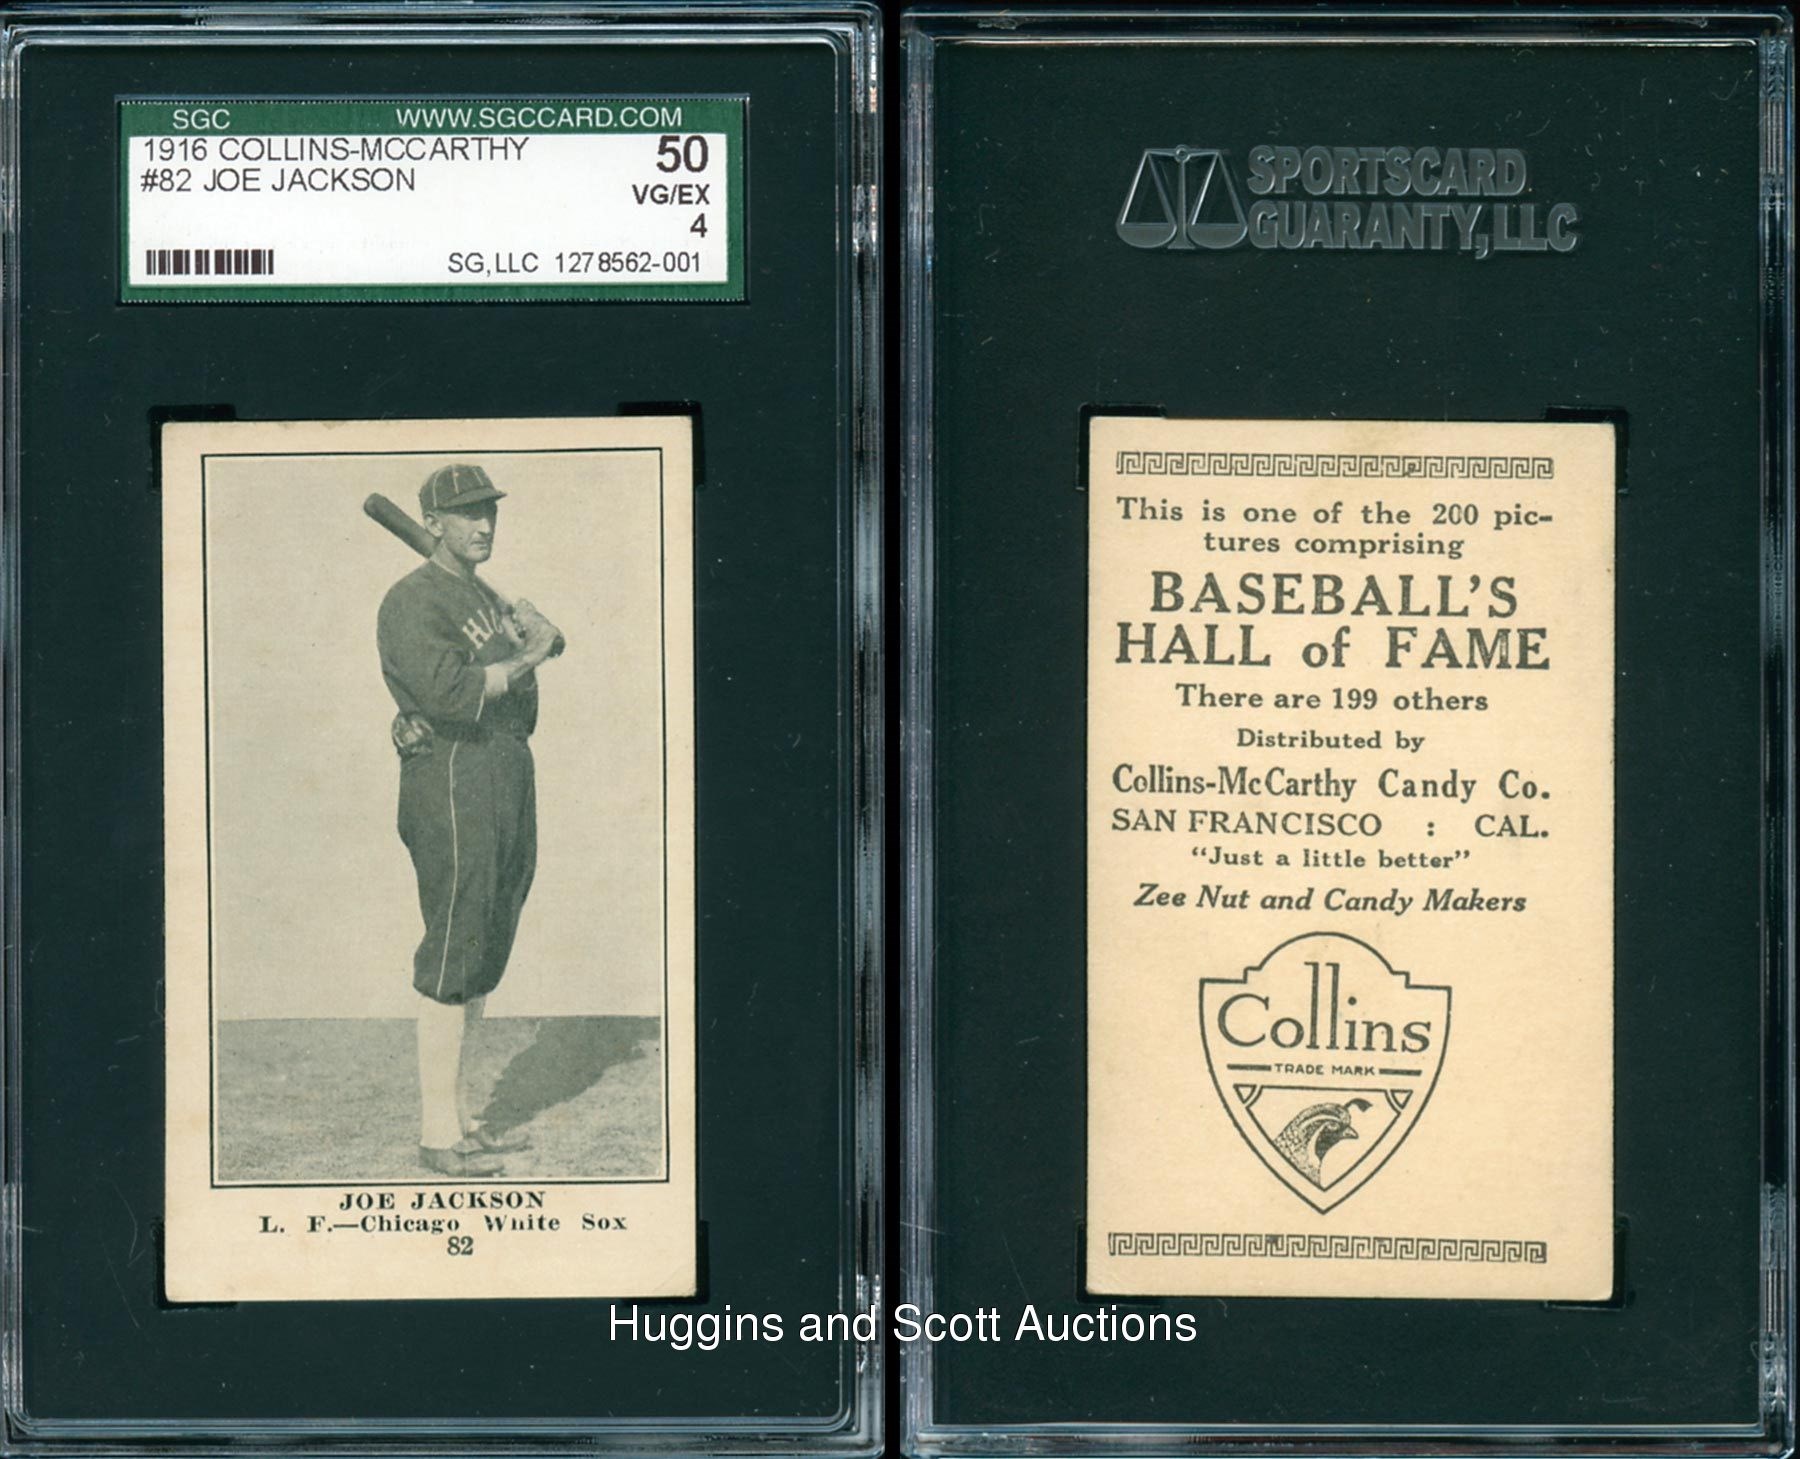 SGC WWW.SGCCARD.COM
1916 COLLINS-MCCARTHY 50
#82 JOE JACKSON VG/EX
4
SG,LLC 1278562-001
HIC
JOE JACKSON
L. F.—Chicago White Sox
82
SPORTSCARD
GUARANTY, LLC
This is one of the 200 pic-
tures comprising
BASEBALL'S
HALL of FAME
There are 199 others
Distributed by
Collins-McCarthy Candy Co.
SAN FRANCISCO : CAL.
"Just a little better"
Zee Nut and Candy Makers
Collins
TRADE MARK
Huggins and Scott Auctions